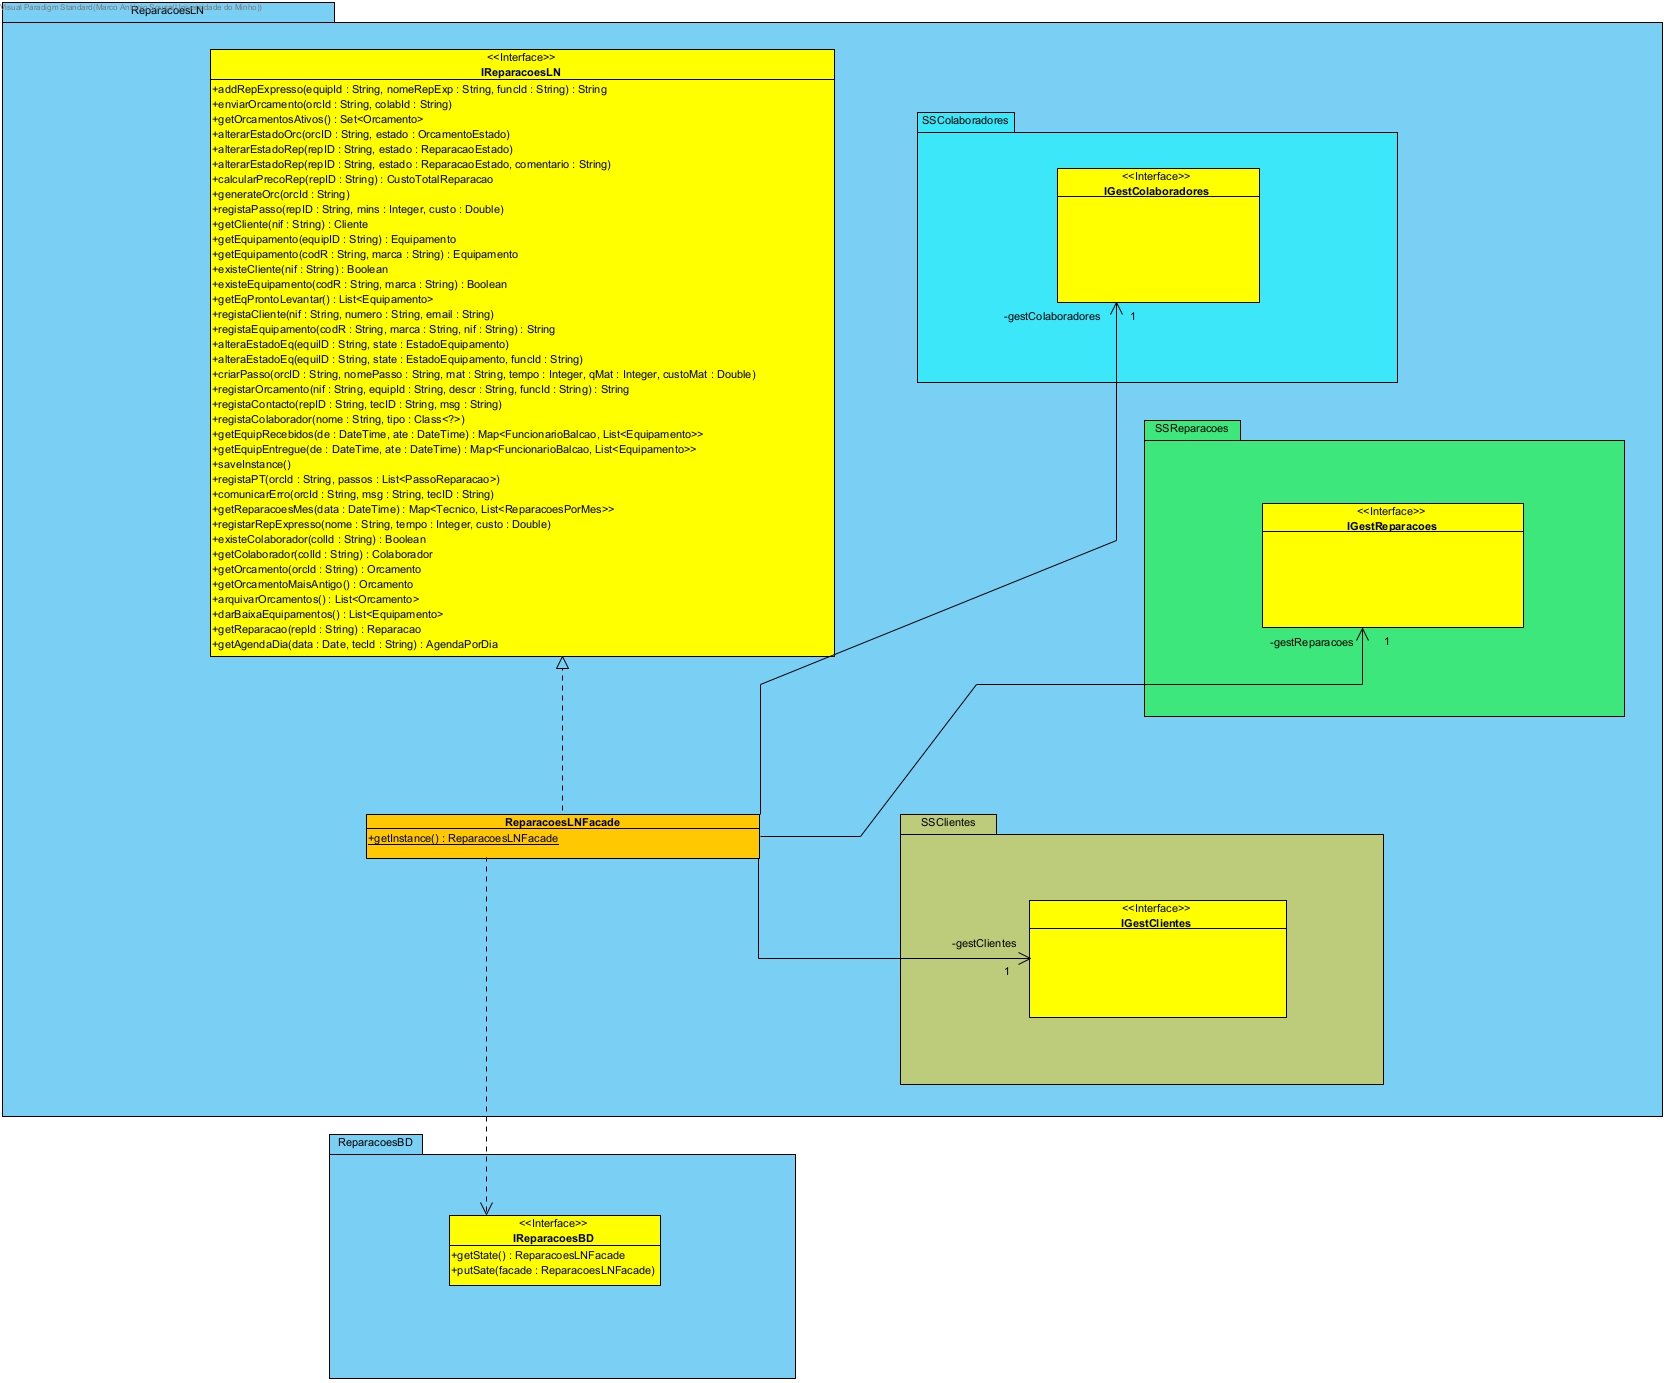 ReparacoesLN
<<Interface>>
IReparacoesLN
+addRepExpresso(equipId : String, nomeRepExp : String, funcId : String) : String
+enviarOrcamento(orcId : String, colabId : String)
+getOrcamentosAtivos() : Set<Orcamento>
+alterarEstadoOrc(orcID : String, estado : OrcamentoEstado)
+alterarEstadoRep(repID : String, estado : ReparacaoEstado)
+alterarEstadoRep(repID : String, estado : ReparacaoEstado, comentario : String)
+calcularPrecoRep(repID : String) : CustoTotalReparacao
+generateOrc(orcId : String)
+registaPasso(repID : String, mins : Integer, custo : Double)
+getCliente(nif : String) : Cliente
+getEquipamento(equipID : String) : Equipamento
+getEquipamento(codR : String, marca : String) : Equipamento
+existeCliente(nif : String) : Boolean
+existeEquipamento(codR : String, marca : String) : Boolean
+getEqProntoLevantar() : List<Equipamento>
+registaCliente(nif : String, numero : String, email : String)
+registaEquipamento(codR : String, marca : String, nif : String) : String
+alteraEstadoEq(equiID : String, state : EstadoEquipamento)
+alteraEstadoEq(equiID : String, state : EstadoEquipamento, funcId : String)
+criarPasso(orcID : String, nomePasso : String, mat : String, tempo : Integer, qMat : Integer, custoMat : Double)
+registarOrcamento(nif : String, equipId : String, descr : String, funcId : String) : String
+registaContacto(repID : String, tecID : String, msg : String)
+registaColaborador(nome : String, tipo : Class<?>)
+getEquipRecebidos(de : DateTime, ate : DateTime) : Map<FuncionarioBalcao, List<Equipamento>>
+getEquipEntregue(de : DateTime, ate : DateTime) : Map<FuncionarioBalcao, List<Equipamento>>
+saveInstance()
+registaPT(orcId : String, passos : List<PassoReparacao>)
+comunicarErro(orcId : String, msg : String, tecID : String)
+getReparacoesMes(data : DateTime) : Map<Tecnico, List<ReparacoesPorMes>>
+registarRepExpresso(nome : String, tempo : Integer, custo : Double)
+existeColaborador(colId : String) : Boolean
+getColaborador(colId : String) : Colaborador
+getOrcamento(orcId : String) : Orcamento
+getOrcamentoMaisAntigo() : Orcamento
+arquivarOrcamentos() : List<Orcamento>
+darBaixaEquipamentos() : List<Equipamento>
+getReparacao(repId : String) : Reparacao
+getAgendaDia(data : Date, tecId : String) : AgendaPorDia
SSColaboradores
<<Interface>>
IGestColaboradores
-gestColaboradores
1
SSReparacoes
<<Interface>>
IGestReparacoes
-gestReparacoes
1
ReparacoesLNFacade
+getInstance() : ReparacoesLNFacade
SSClientes
<<Interface>>
IGestClientes
-gestClientes
1
ReparacoesBD
<<Interface>>
IReparacoesBD
+getState() : ReparacoesLNFacade
+putSate(facade : ReparacoesLNFacade)